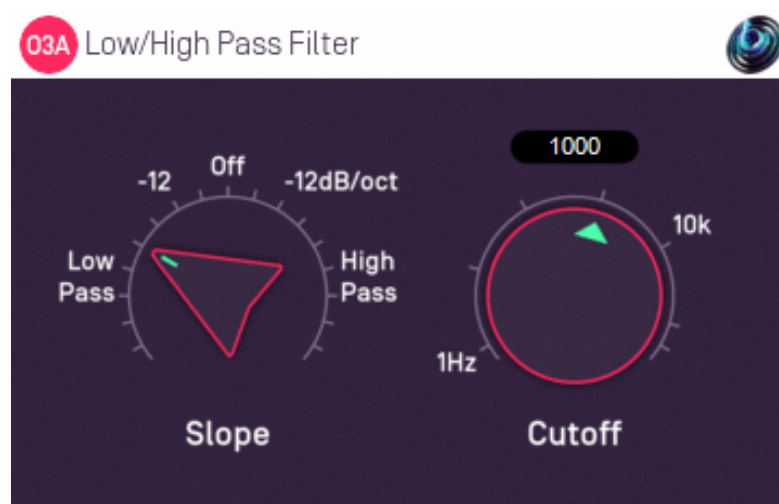 O3A Low/High Pass Filter
1000
Off
-12
-12dB/oct
10k
Low
Pass
High
Pass
1Hz
Slope
Cutoff